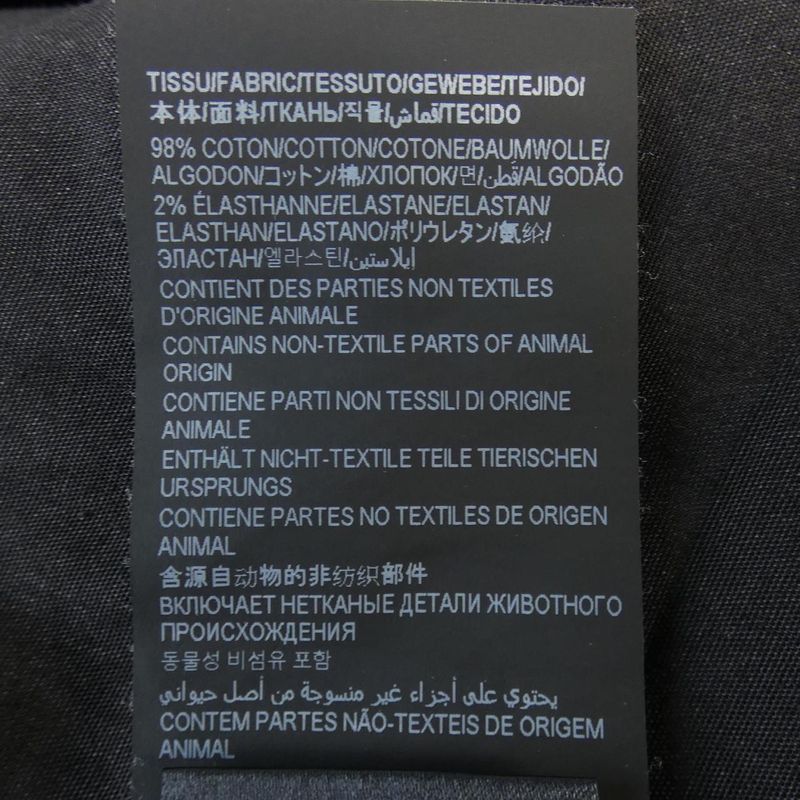 TISSU/FABRIC/TESSUTO/GEWEBE/TEJIDO/
本体/面料/ТКАНЬ/직물/قماش/TECIDO
98% COTON/COTTON/COTONE/BAUMWOLLE/
ALGODON/コットン/棉/ХЛОПОК/면/قطن/ALGODÃO
2% ÉLASTHANNE/ELASTANE/ELASTAN/
ELASTHAN/ELASTANO/ポリウレタン/氨纶/
ЭЛАСТАН/엘라스틴/إيلاستين
CONTIENT DES PARTIES NON TEXTILES
D'ORIGINE ANIMALE
CONTAINS NON-TEXTILE PARTS OF ANIMAL
ORIGIN
CONTIENE PARTI NON TESSILI DI ORIGINE
ANIMALE
ENTHÄLT NICHT-TEXTILE TEILE TIERISCHEN
URSPRUNGS
CONTIENE PARTES NO TEXTILES DE ORIGEN
ANIMAL
含源自动物的非纺织部件
ВКЛЮЧАЕТ НЕТКАНЫЕ ДЕТАЛИ ЖИВОТНОГО
ПРОИСХОЖДЕНИЯ
동물성 비섬유 포함
يحتوي على أجزاء غير منسوجة من أصل حيواني
CONTEM PARTES NÃO-TEXTEIS DE ORIGEM
ANIMAL